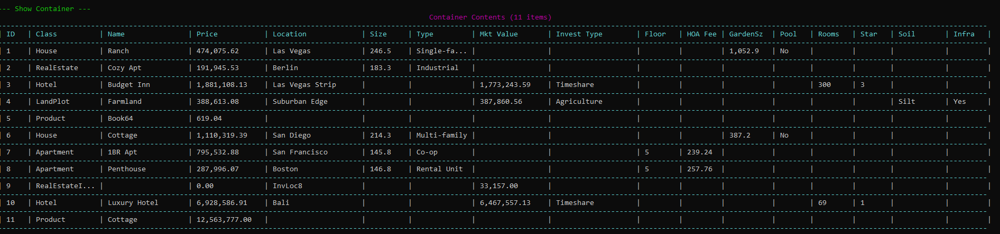 --- Show Container ---
Container Contents (11 items)
| ID | Class | Name | Price | Location | Size | Type | Mkt Value | Invest Type | Floor | HOA Fee | GardenSz | Pool | Rooms | Star | Soil | Infra |
| 1 | House | Ranch | 474,075.62 | Las Vegas | 246.5 | Single-fa... | | | | | 1,052.9 | No | | | | |
| 2 | RealEstate | Cozy Apt | 191,945.53 | Berlin | 183.3 | Industrial | | | | | | | | | | |
| 3 | Hotel | Budget Inn | 1,881,108.13 | Las Vegas Strip | | | 1,773,243.59 | Timeshare | | | | | 300 | 3 | | |
| 4 | LandPlot | Farmland | 388,613.08 | Suburban Edge | | | 387,860.56 | Agriculture | | | | | | | Silt | Yes |
| 5 | Product | Book64 | 619.04 | | | | | | | | | | | | | |
| 6 | House | Cottage | 1,110,319.39 | San Diego | 214.3 | Multi-family | | | | | 387.2 | No | | | | |
| 7 | Apartment | 1BR Apt | 795,532.88 | San Francisco | 145.8 | Co-op | | | 5 | 239.24 | | | | | | |
| 8 | Apartment | Penthouse | 287,996.07 | Boston | 146.8 | Rental Unit | | | 5 | 257.76 | | | | | | |
| 9 | RealEstateI... | | 0.00 | InvLoc8 | | | 33,157.00 | | | | | | | | | |
| 10 | Hotel | Luxury Hotel | 6,928,586.91 | Bali | | | 6,467,557.13 | Timeshare | | | | | 69 | 1 | | |
| 11 | Product | Cottage | 12,563,777.00 | | | | | | | | | | | | | |